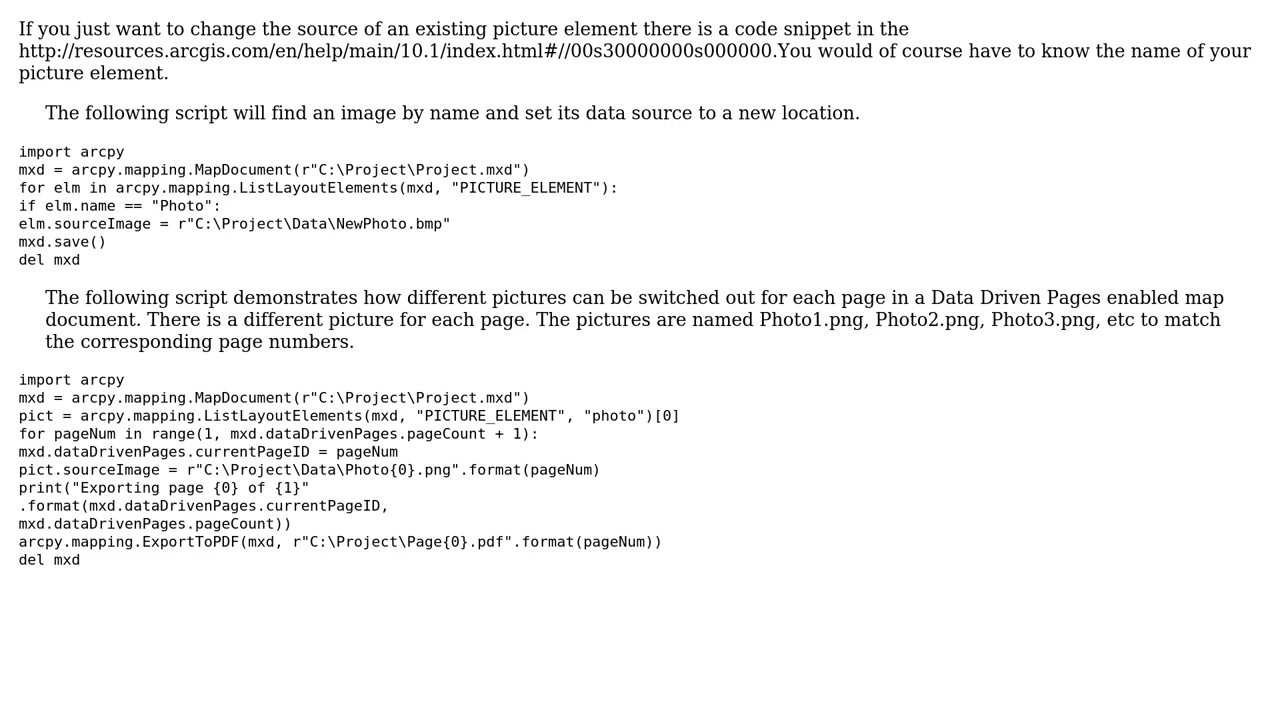 If you just want to change the source of an existing picture element there is a code snippet in the
http://resources.arcgis.com/en/help/main/10.1/index.html#//00s30000000s000000.You would of course have to know the name of your
picture element.
The following script will find an image by name and set its data source to a new location.
import arcpy
mxd = arcpy.mapping.MapDocument(r"C:\Project\Project.mxd")
for elm in arcpy.mapping.ListLayoutElements(mxd, "PICTURE_ELEMENT"):
if elm.name == "Photo":
elm.sourceImage = r"C:\Project\Data\NewPhoto.bmp"
mxd.save()
del mxd
The following script demonstrates how different pictures can be switched out for each page in a Data Driven Pages enabled map
document. There is a different picture for each page. The pictures are named Photo1.png, Photo2.png, Photo3.png, etc to match
the corresponding page numbers.
import arcpy
mxd = arcpy.mapping.MapDocument(r"C:\Project\Project.mxd")
pict = arcpy.mapping.ListLayoutElements(mxd, "PICTURE_ELEMENT", "photo")[0]
for pageNum in range(1, mxd.dataDrivenPages.pageCount + 1):
mxd.dataDrivenPages.currentPageID = pageNum
pict.sourceImage = r"C:\Project\Data\Photo{0}.png".format(pageNum)
print("Exporting page {0} of {1}"
.format(mxd.dataDrivenPages.currentPageID,
mxd.dataDrivenPages.pageCount))
arcpy.mapping.ExportToPDF(mxd, r"C:\Project\Page{0}.pdf".format(pageNum))
del mxd